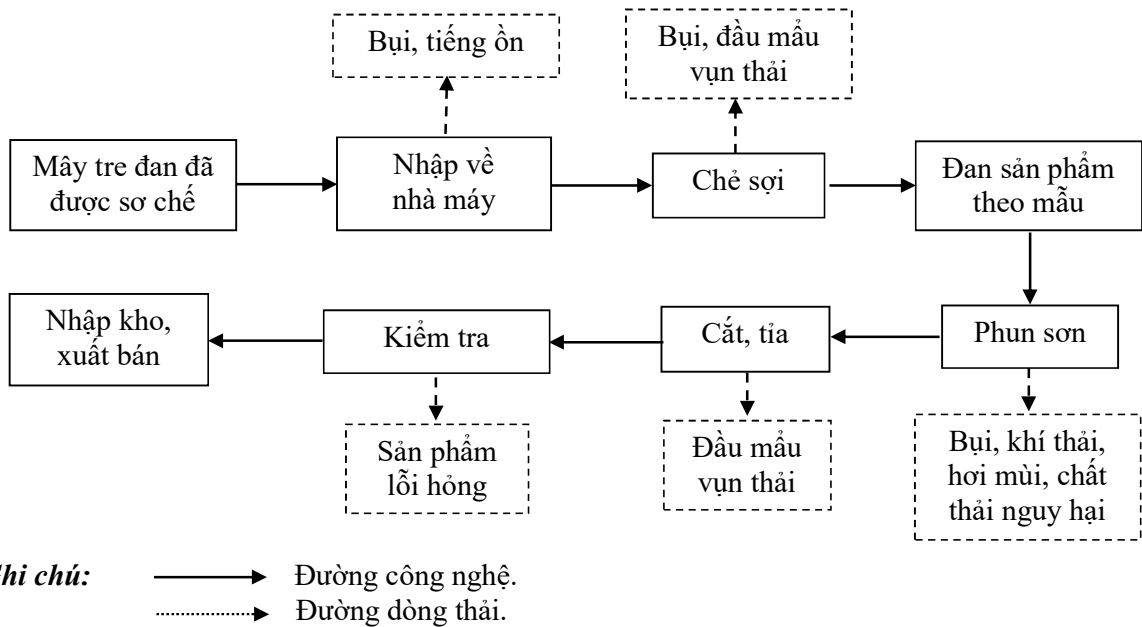 Bụi, tiếng ồn
Bụi, đầu mẩu
vụn thải
Mây tre đan đã
được sơ chế
Nhập về
nhà máy
Chẻ sợi
Đan sản phẩm
theo mẫu
Nhập kho,
xuất bán
Kiểm tra
Cắt, tỉa
Phun sơn
Sản phẩm
lỗi hỏng
Đầu mẩu
vụn thải
Bụi, khí thải,
hơi mùi, chất
thải nguy hại
hi chú:
Đường công nghệ.
Đường dòng thải.